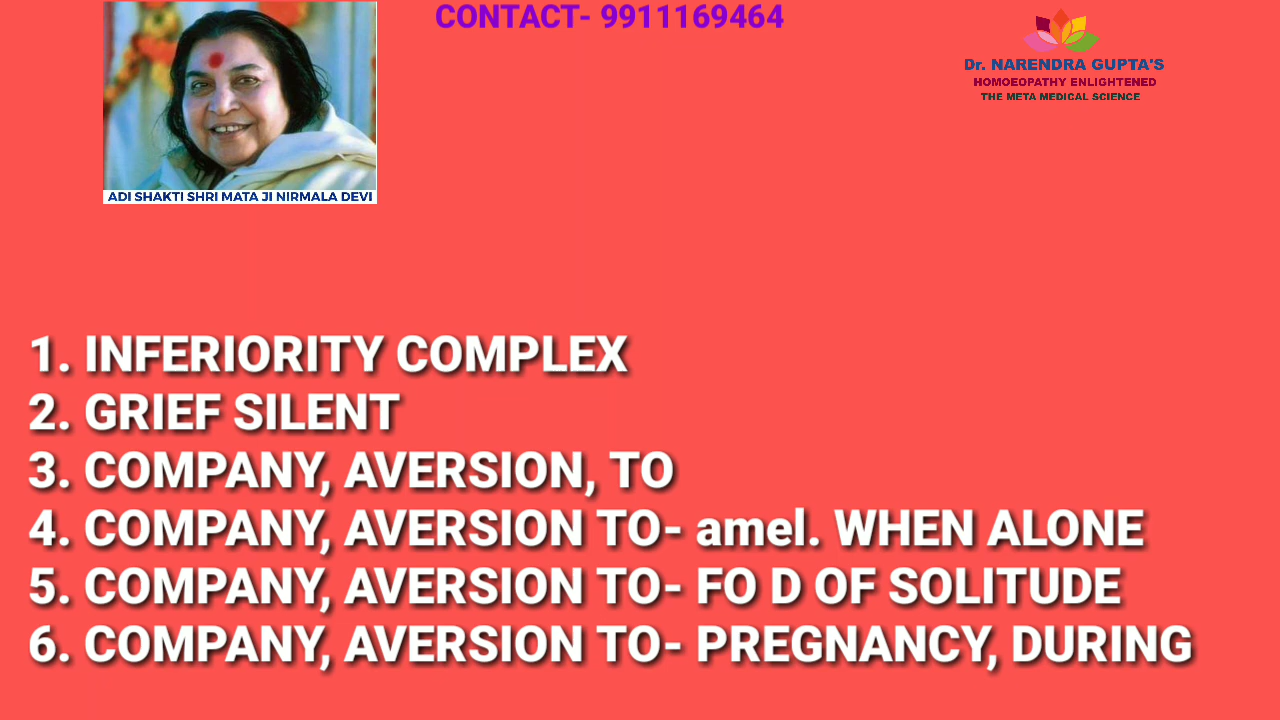 CONTACT- 9911169464
Dr. NARENDRA GUPTA'S
HOMOEOPATHY ENLIGHTENED
THE META MEDICAL SCIENCE
ADI SHAKTI SHRI MATA JI NIRMALA DEVI
1. INFERIORITY COMPLEX
2. GRIEF SILENT
3. COMPANY, AVERSION, TO
4. COMPANY, AVERSION TO- amel. WHEN ALONE
5. COMPANY, AVERSION TO- FO D OF SOLITUDE
6. COMPANY, AVERSION TO- PREGNANCY, DURING